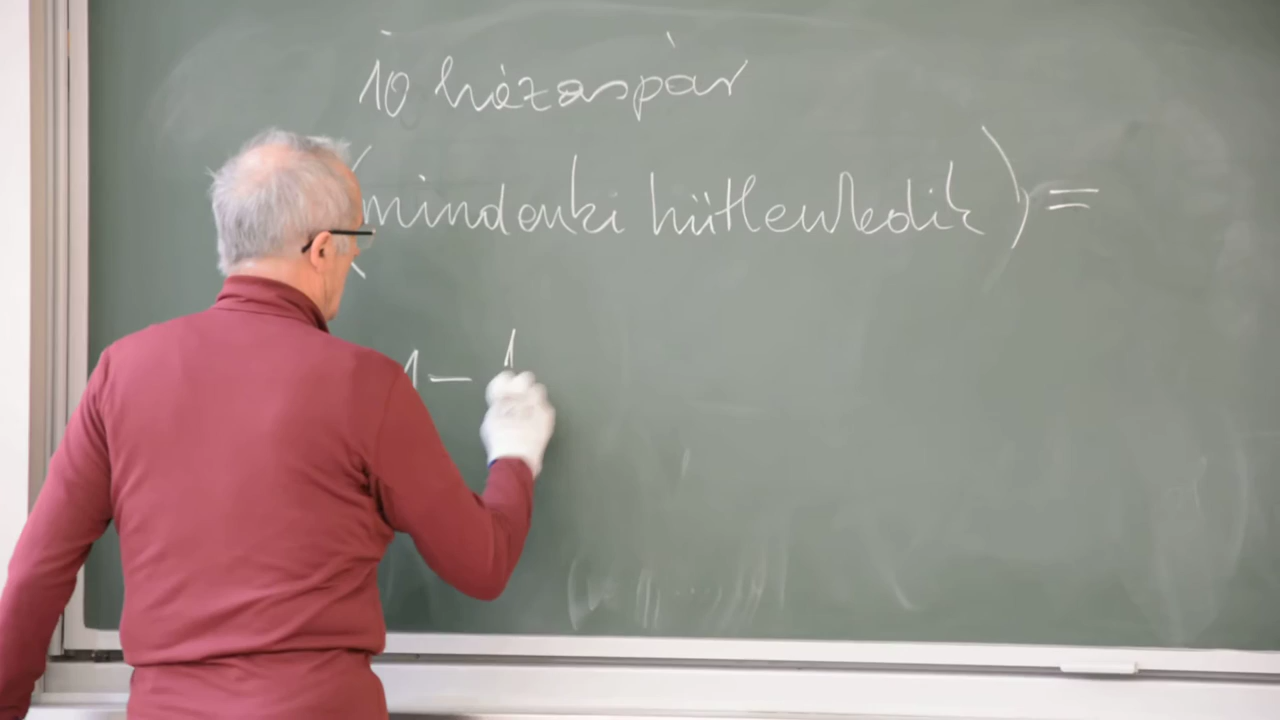 10 házaspár
(mindenki hűtlenkedik) =
1 - 1